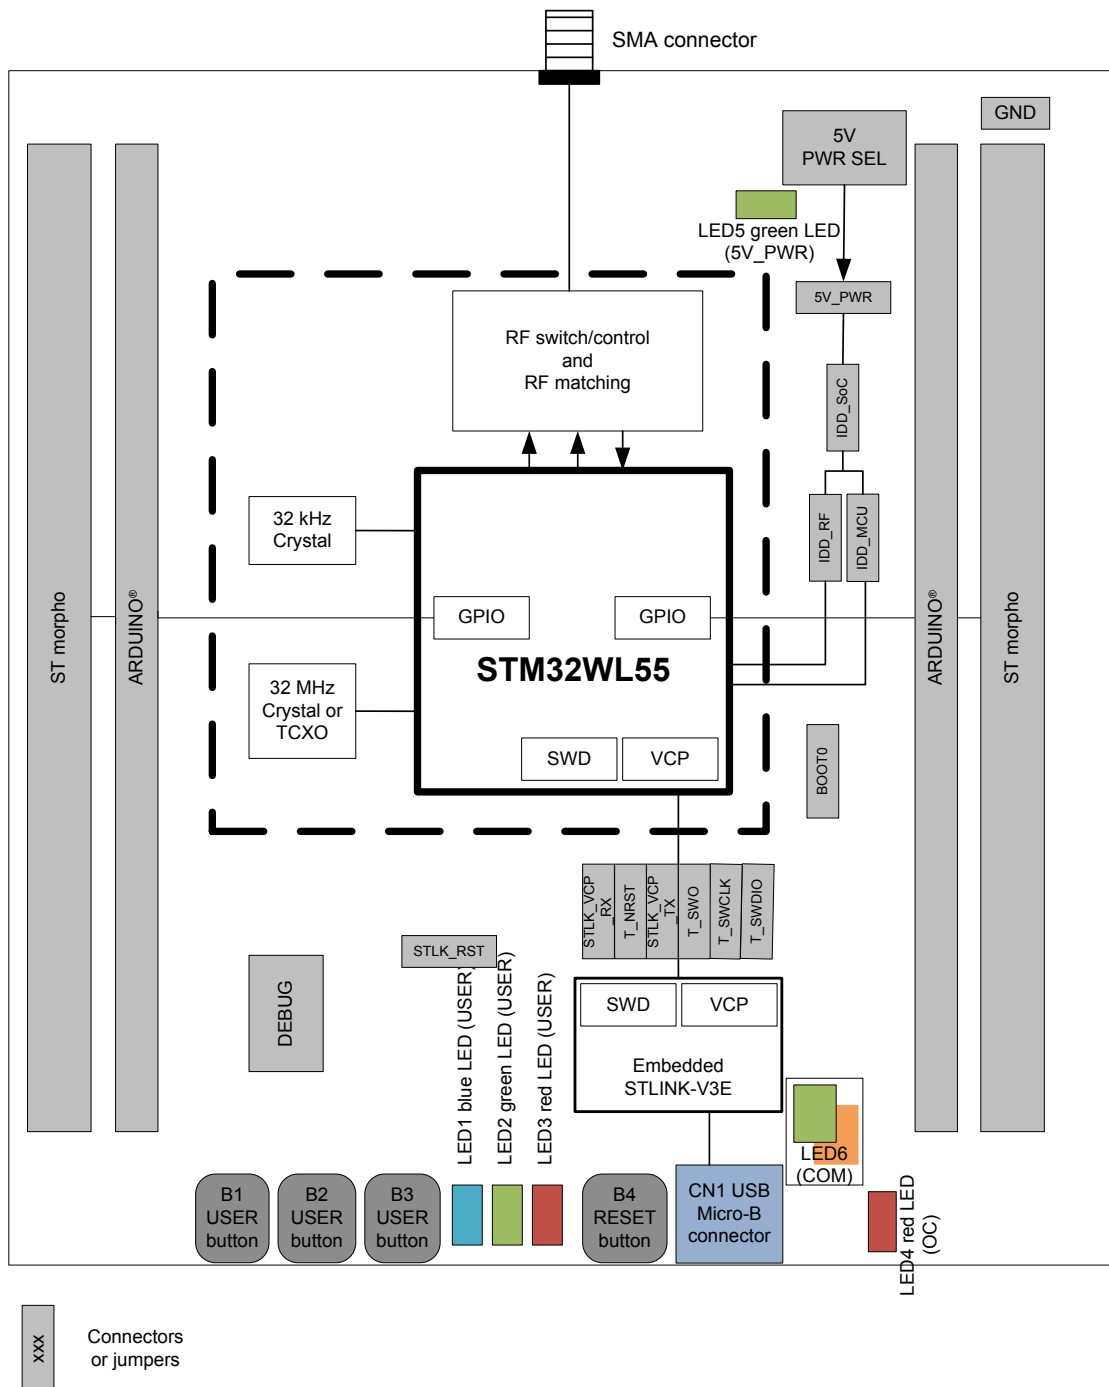 SMA connector
GND
5V
PWR SEL
LED5 green LED
(5V_PWR)
5V_PWR
RF switch/control
and
RF matching
IDD_SoC
IDD_RF
IDD_MCU
32 kHz
Crystal
ST morpho
ARDUINO®
GPIO
GPIO
STM32WL55
ARDUINO®
ST morpho
32 MHz
Crystal or
TCXO
SWD
VCP
BOOT0
STLK_VCP
_RX
T_NRST
STLK_VCP
_TX
T_SWO
T_SWCLK
T_SWDIO
STLK_RST
DEBUG
LED1 blue LED (USER)
LED2 green LED (USER)
LED3 red LED (USER)
SWD
VCP
Embedded
STLINK-V3E
LED6
(COM)
B1
USER
button
B2
USER
button
B3
USER
button
B4
RESET
button
CN1 USB
Micro-B
connector
LED4 red LED
(OC)
xxx
Connectors
or jumpers